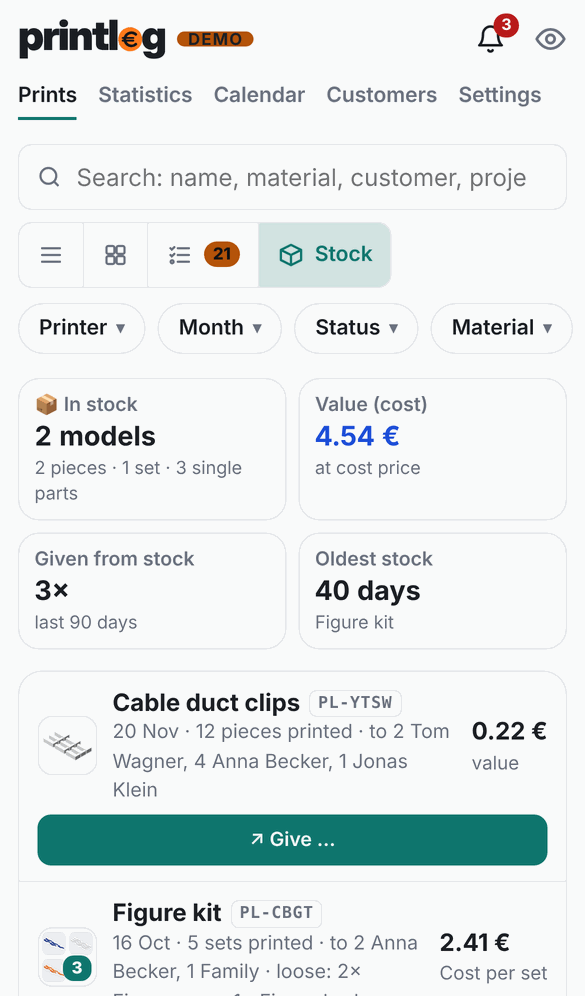 printl€g DEMO 3
Prints Statistics Calendar Customers Settings
Search: name, material, customer, proje
21 Stock
Printer ▾ Month ▾ Status ▾ Material ▾
📦 In stock
2 models
2 pieces · 1 set · 3 single
parts
Value (cost)
4.54 €
at cost price
Given from stock
3×
last 90 days
Oldest stock
40 days
Figure kit
Cable duct clips PL-YTSW
20 Nov · 12 pieces printed · to 2 Tom
Wagner, 4 Anna Becker, 1 Jonas
Klein
0.22 €
value
↗ Give ...
Figure kit PL-CBGT
3
16 Oct · 5 sets printed · to 2 Anna
Becker, 1 Family · loose: 2×
2.41 €
Cost per set